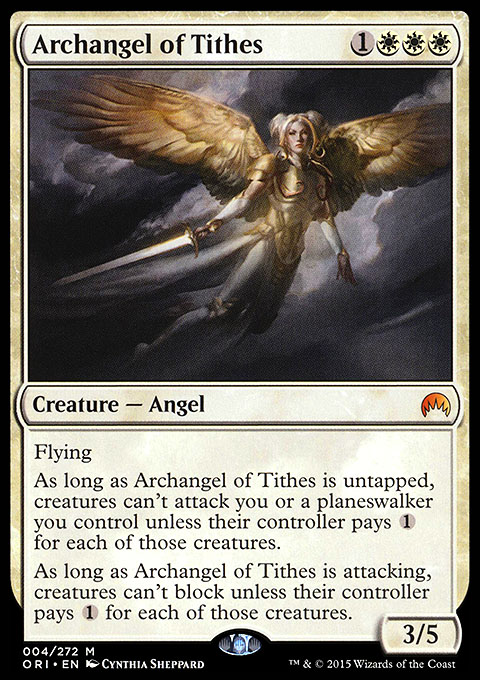 Archangel of Tithes 1
Creature — Angel
Flying
As long as Archangel of Tithes is untapped,
creatures can't attack you or a planeswalker
you control unless their controller pays 1
for each of those creatures.
As long as Archangel of Tithes is attacking,
creatures can't block unless their controller
pays 1 for each of those creatures.
3/5
004/272 M
ORI • EN Cynthia Sheppard
™ & © 2015 Wizards of the Coast